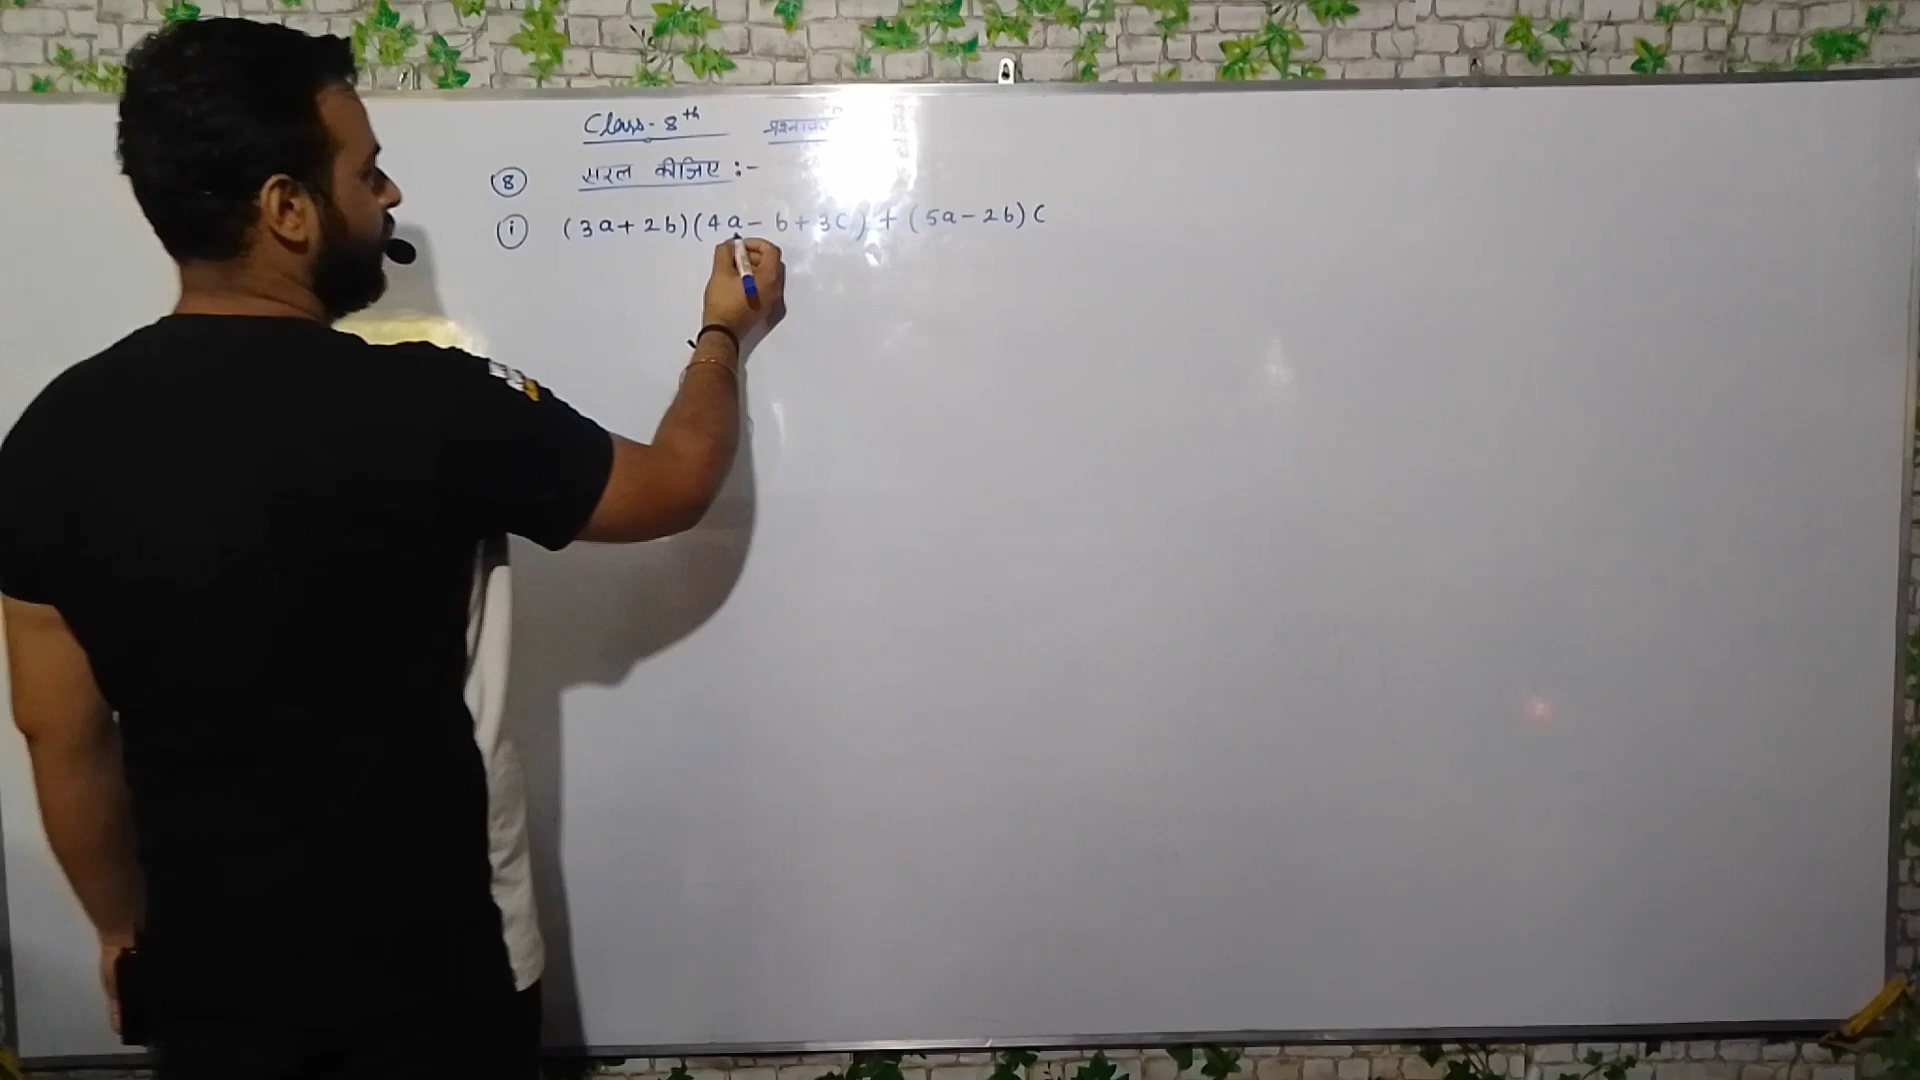 Class - 8th
⑧ सरल कीजिए :-
ⓘ (3a+2b)(4a-b+3c)+(5a-2b)c